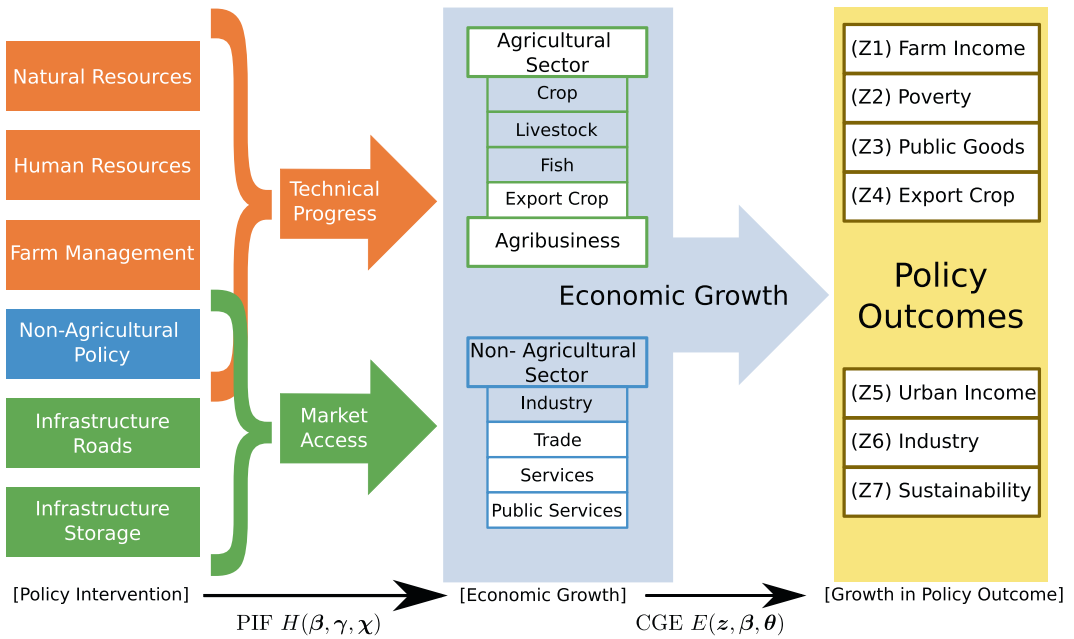 Natural Resources
Human Resources
Farm Management
Non-Agricultural
Policy
Infrastructure
Roads
Infrastructure
Storage
[Policy Intervention]
Technical
Progress
Market
Access
PIF H(β, γ, χ)
Agricultural
Sector
Crop
Livestock
Fish
Export Crop
Agribusiness
Economic Growth
Non- Agricultural
Sector
Industry
Trade
Services
Public Services
[Economic Growth]
CGE E(z, β, θ)
(Z1) Farm Income
(Z2) Poverty
(Z3) Public Goods
(Z4) Export Crop
Policy
Outcomes
(Z5) Urban Income
(Z6) Industry
(Z7) Sustainability
[Growth in Policy Outcome]